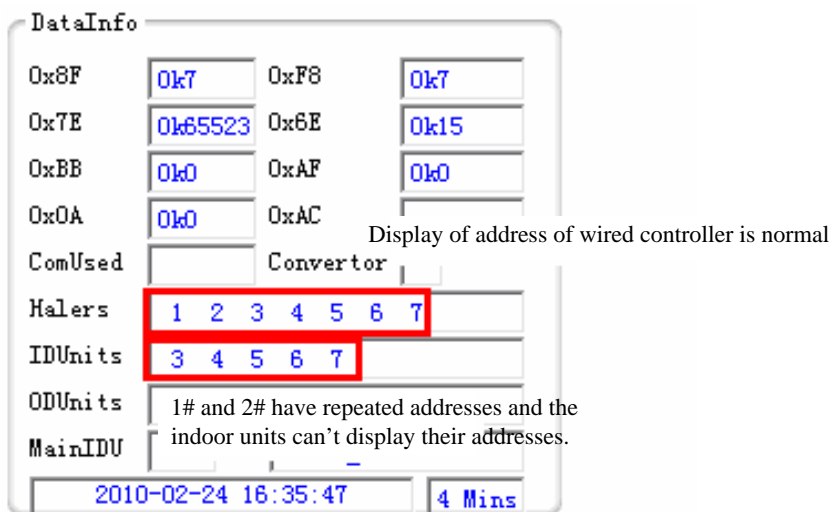 DataInfo
0x8F 0k7 0xF8 0k7
0x7E 0k65523 0x6E 0k15
0xBB 0k0 0xAF 0k0
0x0A 0k0 0xAC
Display of address of wired controller is normal
ComUsed Convertor
Halers 1 2 3 4 5 6 7
IDUnits 3 4 5 6 7
ODUnits
1# and 2# have repeated addresses and the
indoor units can't display their addresses.
MainIDU
2010-02-24 16:35:47 4 Mins